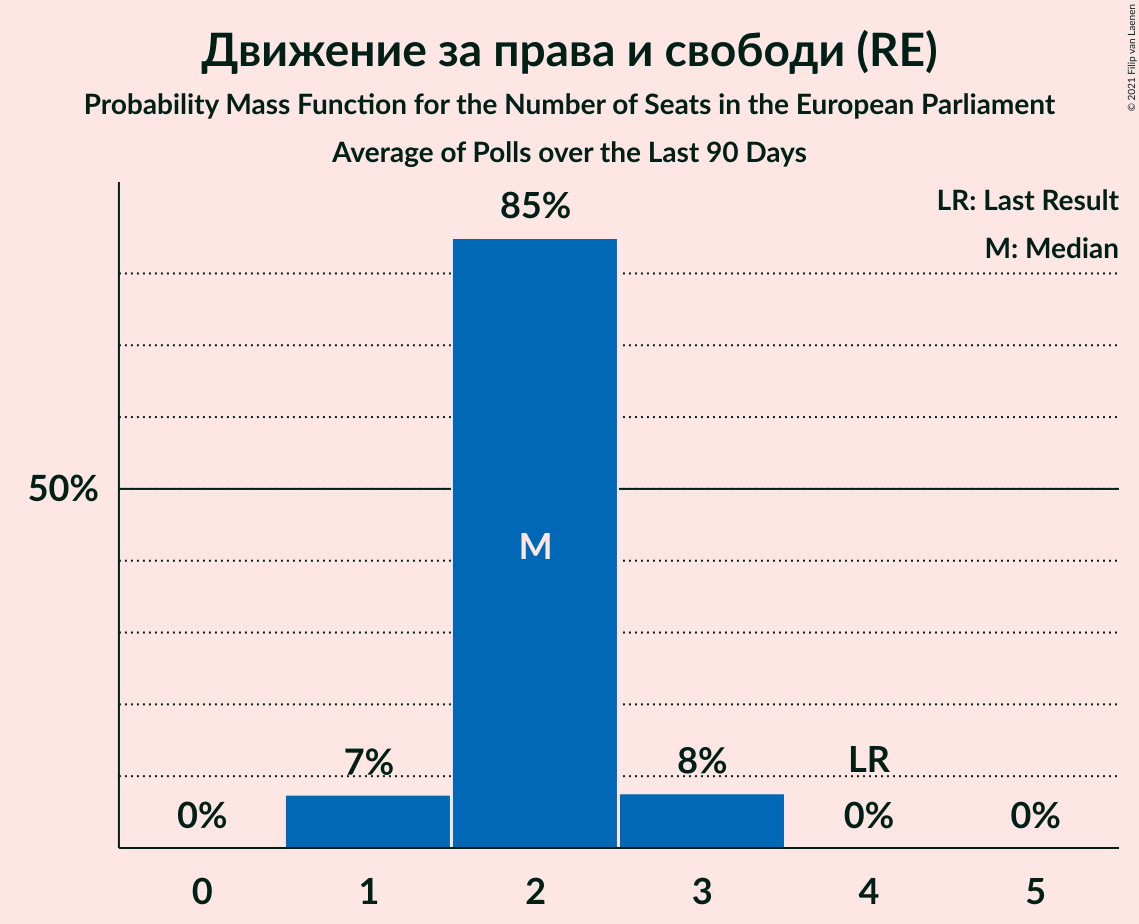 Движение за права и свободи (RE)
Probability Mass Function for the Number of Seats in the European Parliament
Average of Polls over the Last 90 Days
© 2021 Filip van Laenen
LR: Last Result
M: Median
85%
50%
M
7%
8%
LR
0%
0%
0%
0
1
2
3
4
5